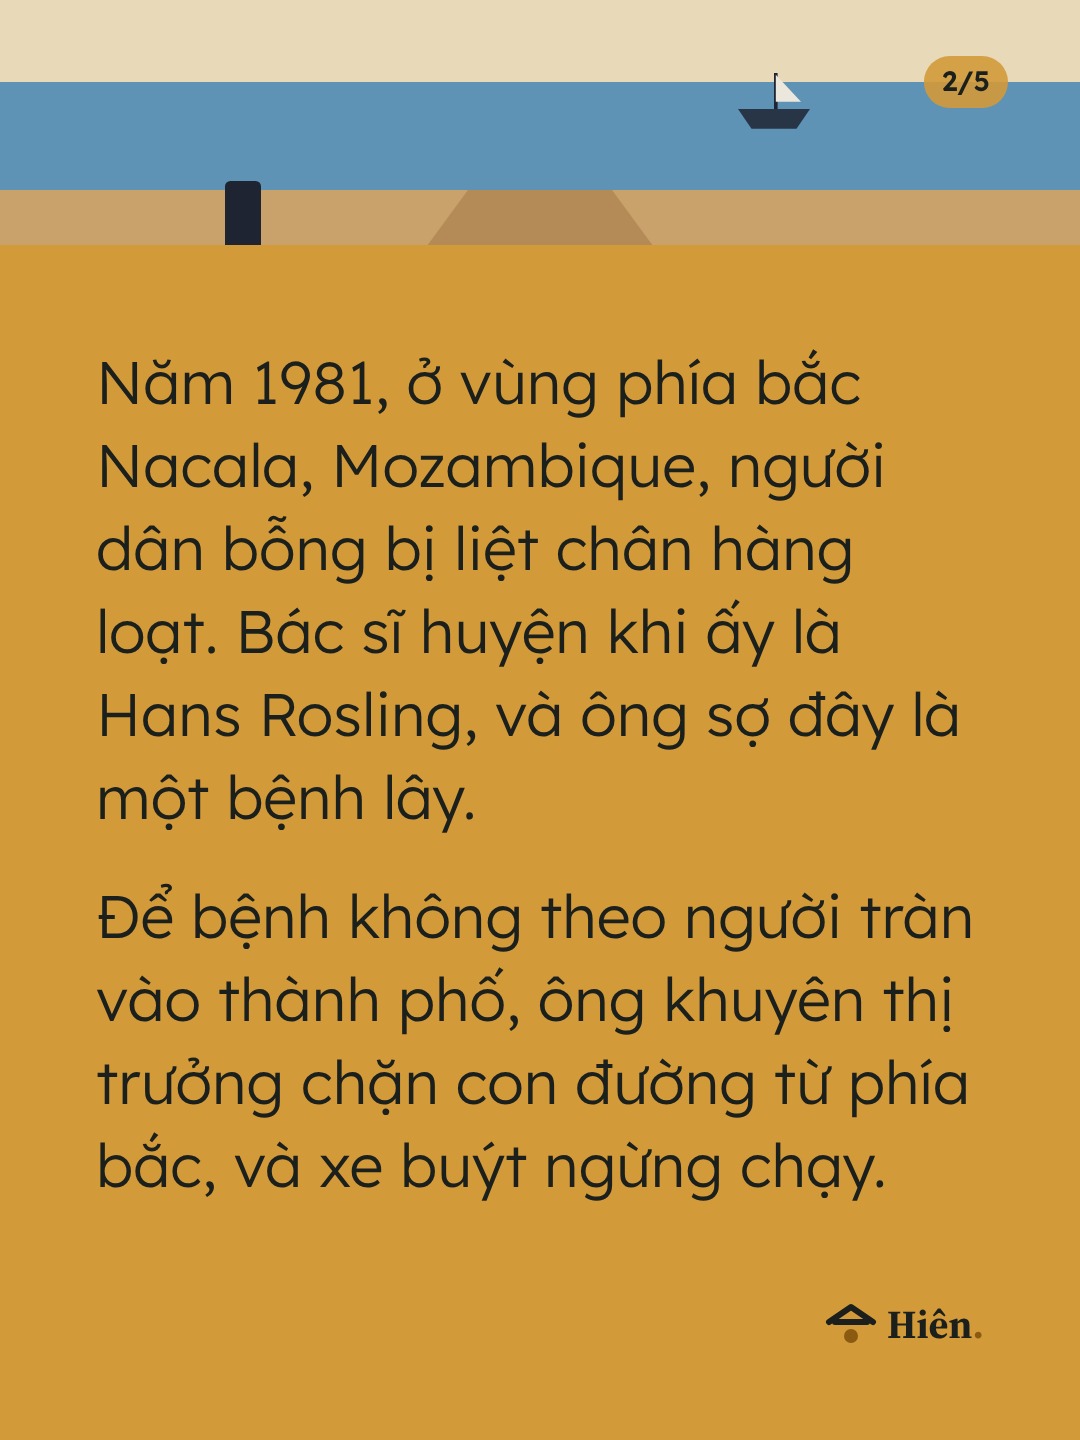 2/5
Năm 1981, ở vùng phía bắc
Nacala, Mozambique, người
dân bỗng bị liệt chân hàng
loạt. Bác sĩ huyện khi ấy là
Hans Rosling, và ông sợ đây là
một bệnh lây.
Để bệnh không theo người tràn
vào thành phố, ông khuyên thị
trưởng chặn con đường từ phía
bắc, và xe buýt ngừng chạy.
Hiên.